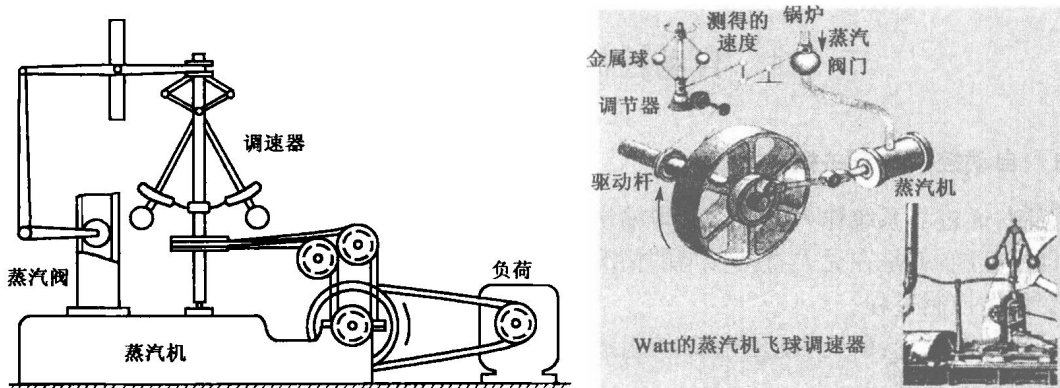 调速器
蒸汽阀
负荷
蒸汽机
测得的
速度
锅炉
蒸汽
阀门
金属球
调节器
驱动杆
蒸汽机
Watt的蒸汽机飞球调速器